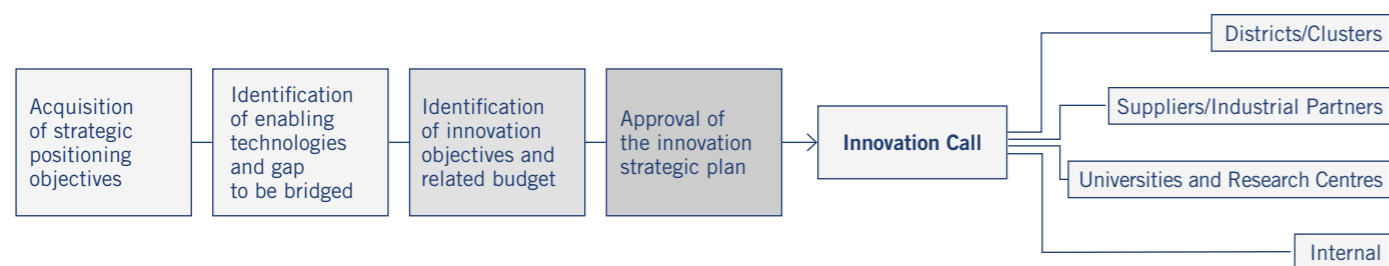 Acquisition
of strategic
positioning
objectives
Identification
of enabling
technologies
and gap
to be bridged
Identification
of innovation
objectives and
related budget
Approval of
the innovation
strategic plan
Innovation Call
Districts/Clusters
Suppliers/Industrial Partners
Universities and Research Centres
Internal